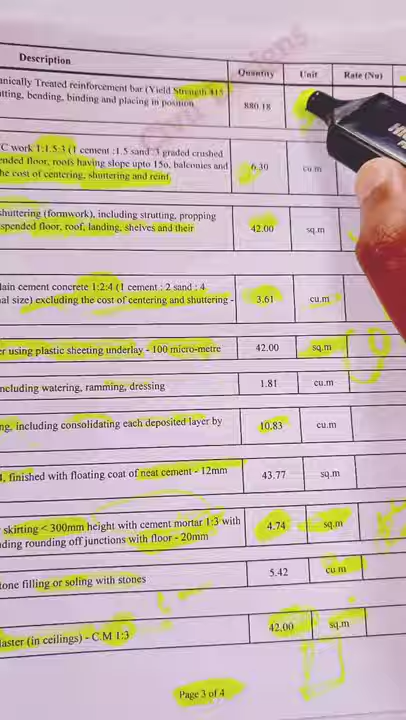 Description Quantity Unit Rate (Nu)
nically Treated reinforcement bar (Yield Strength 415
tting, bending, binding and placing in position 880.18
C work 1:1.5:3 (1 cement :1.5 sand :3 graded crushed
ended floor, roofs having slope upto 15o, balconies and
he cost of centering, shuttering and reinf. 6.30 cu.m
shuttering (formwork), including strutting, propping
spended floor, roof, landing, shelves and their 42.00 sq.m
lain cement concrete 1:2:4 (1 cement : 2 sand : 4
al size) excluding the cost of centering and shuttering - 3.61 cu.m
er using plastic sheeting underlay - 100 micro-metre 42.00 sq.m
ncluding watering, ramming, dressing 1.81 cu.m
ng, including consolidating each deposited layer by 10.83 cu.m
, finished with floating coat of neat cement - 12mm 43.77 sq.m
skirting < 300mm height with cement mortar 1:3 with
ding rounding off junctions with floor - 20mm 4.74 sq.m
tone filling or soling with stones 5.42 cu.m
laster (in ceilings) - C.M 1:3 42.00 sq.m
Page 3 of 4